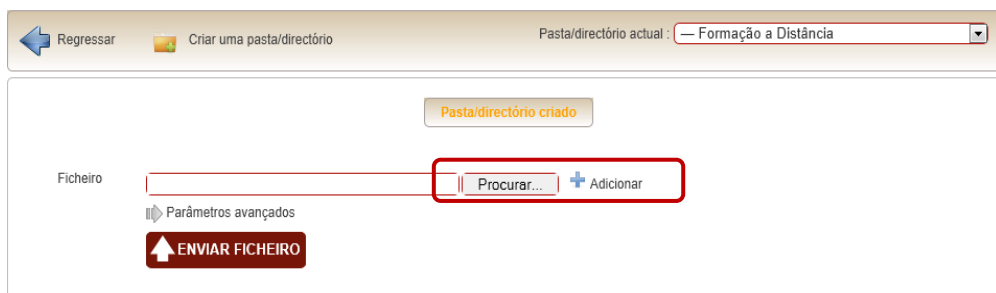 Regressar Criar uma pasta/directório Pasta/directório actual : — Formação a Distância
Pasta/directório criado
Ficheiro Procurar... Adicionar
Parâmetros avançados
ENVIAR FICHEIRO